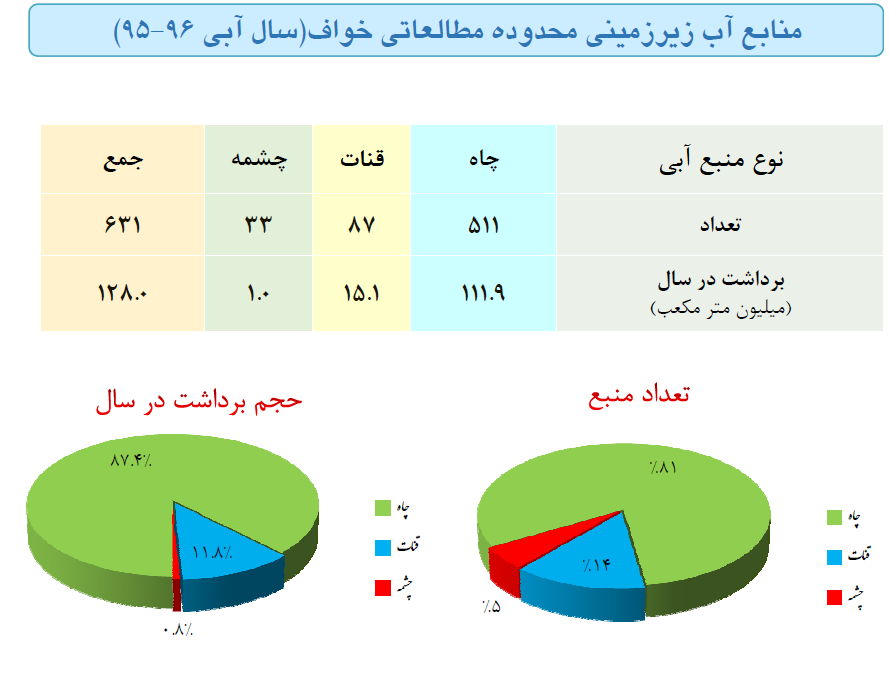 منابع آب زیرزمینی محدوده مطالعاتی خواف(سال آبی ۹۶-۹۵)
نوع منبع آبی چاه قنات چشمه جمع
تعداد ۵۱۱ ۸۷ ۳۳ ۶۳۱
برداشت در سال
(میلیون متر مکعب) ۱۱۱.۹ ۱۵.۱ ۱.۰ ۱۲۸.۰
تعداد منبع
٪۸۱
٪۱۴
٪۵
چاه
قنات
چشمه
حجم برداشت در سال
۸۷.۴٪
۱۱.۸٪
۰.۸٪
چاه
قنات
چشمه